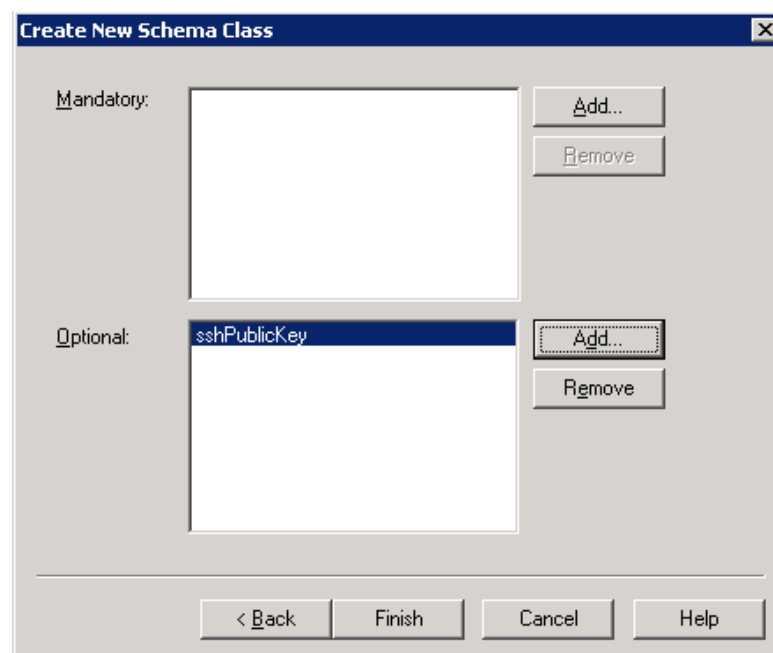 Create New Schema Class
Mandatory:
Add...
Remove
Optional:
sshPublicKey
Add...
Remove
< Back
Finish
Cancel
Help